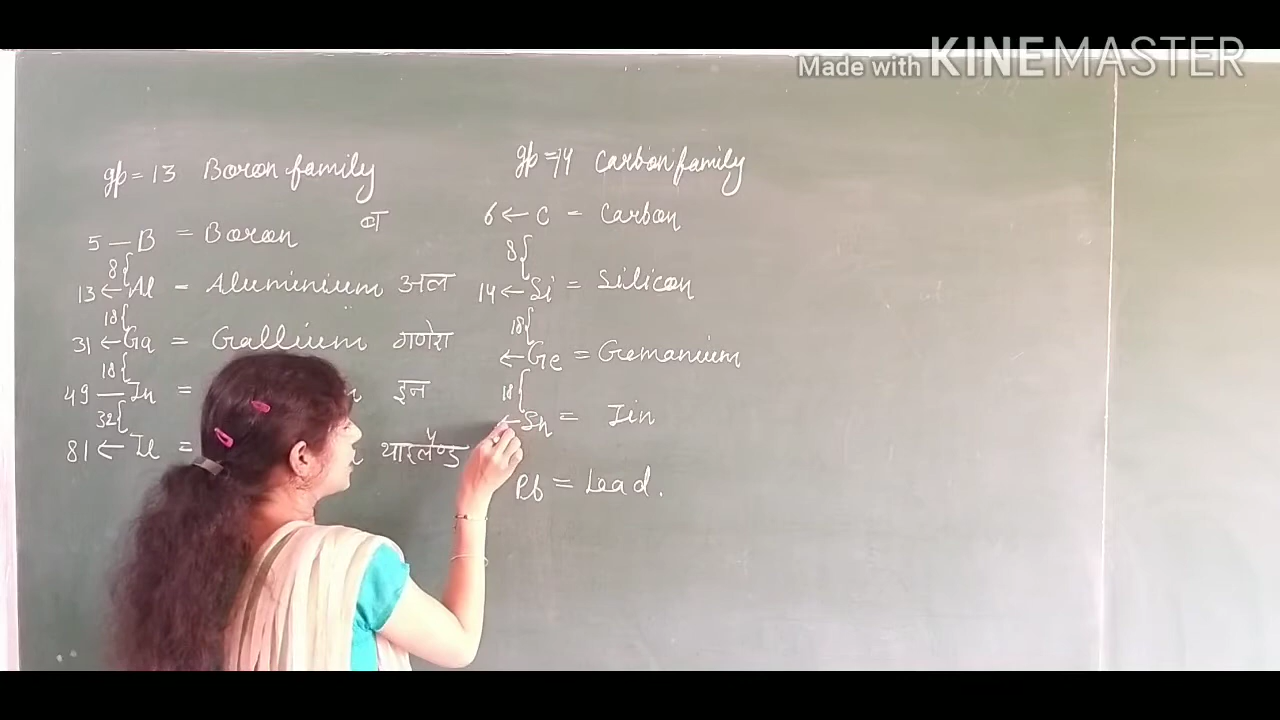 Made with KINEMASTER
gp = 13 Boron family
5 — B = Boron ब
8{
13 ← Al = Aluminium अल
18{
31 ← Ga = Gallium गणेश
18{
49 — In = इन
32{
81 ← Tl = थाईलैण्ड
gp = 14 Carbon family
6 ← C = Carbon
8{
14 ← Si = Silicon
18{
← Ge = Gemanium
18{
← Sn = Tin
Pb = Lead.